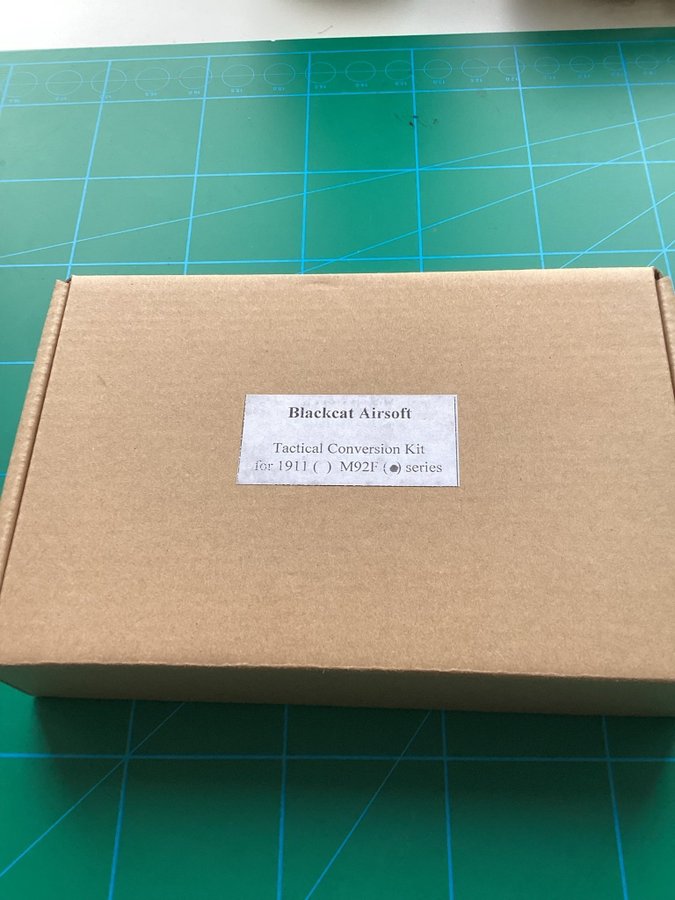 Blackcat Airsoft
Tactical Conversion Kit
for 1911 ( ) M92F (●) series